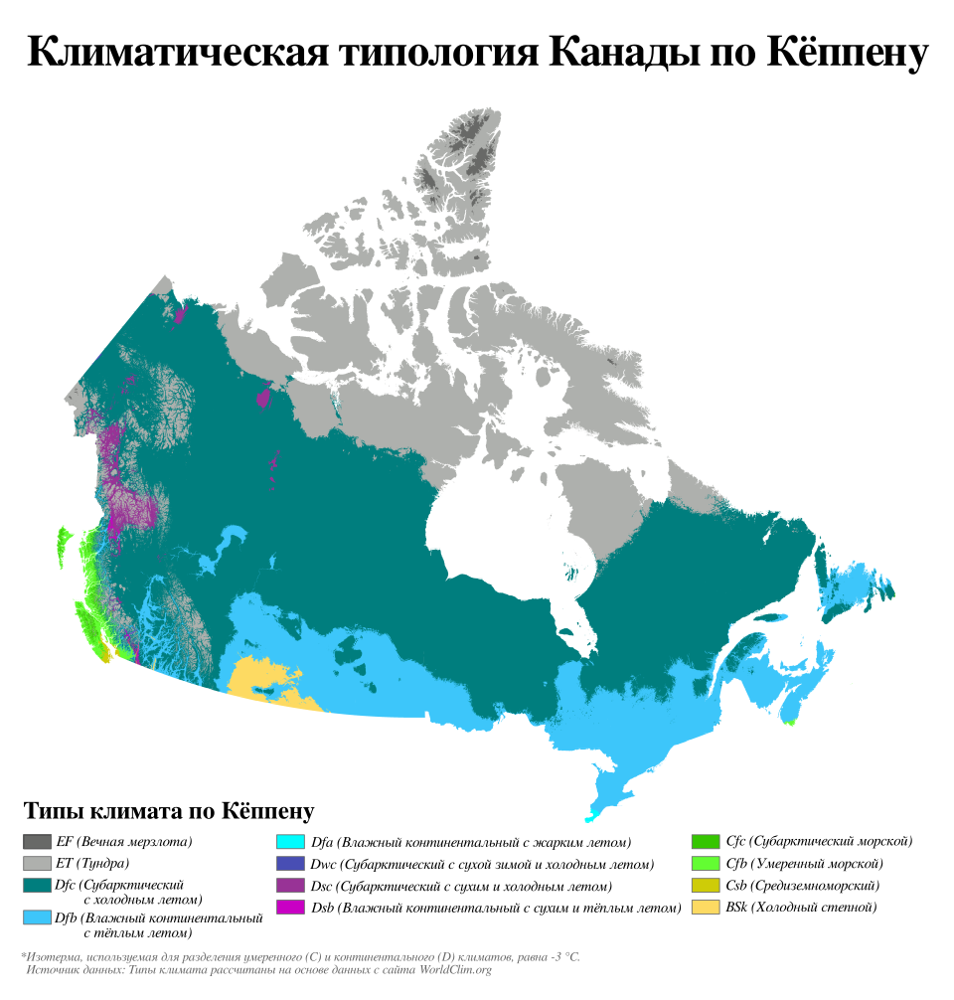 Климатическая типология Канады по Кёппену
Типы климата по Кёппену
EF (Вечная мерзлота)
ET (Тундра)
Dfc (Субарктический
с холодным летом)
Dfb (Влажный континентальный
с тёплым летом)
Dfa (Влажный континентальный с жарким летом)
Dwc (Субарктический с сухой зимой и холодным летом)
Dsc (Субарктический с сухим и холодным летом)
Dsb (Влажный континентальный с сухим и тёплым летом)
Cfc (Субарктический морской)
Cfb (Умеренный морской)
Csb (Средиземноморский)
BSk (Холодный степной)
*Изотерма, используемая для разделения умеренного (C) и континентального (D) климатов, равна -3 °C.
Источник данных: Типы климата рассчитаны на основе данных с сайта WorldClim.org